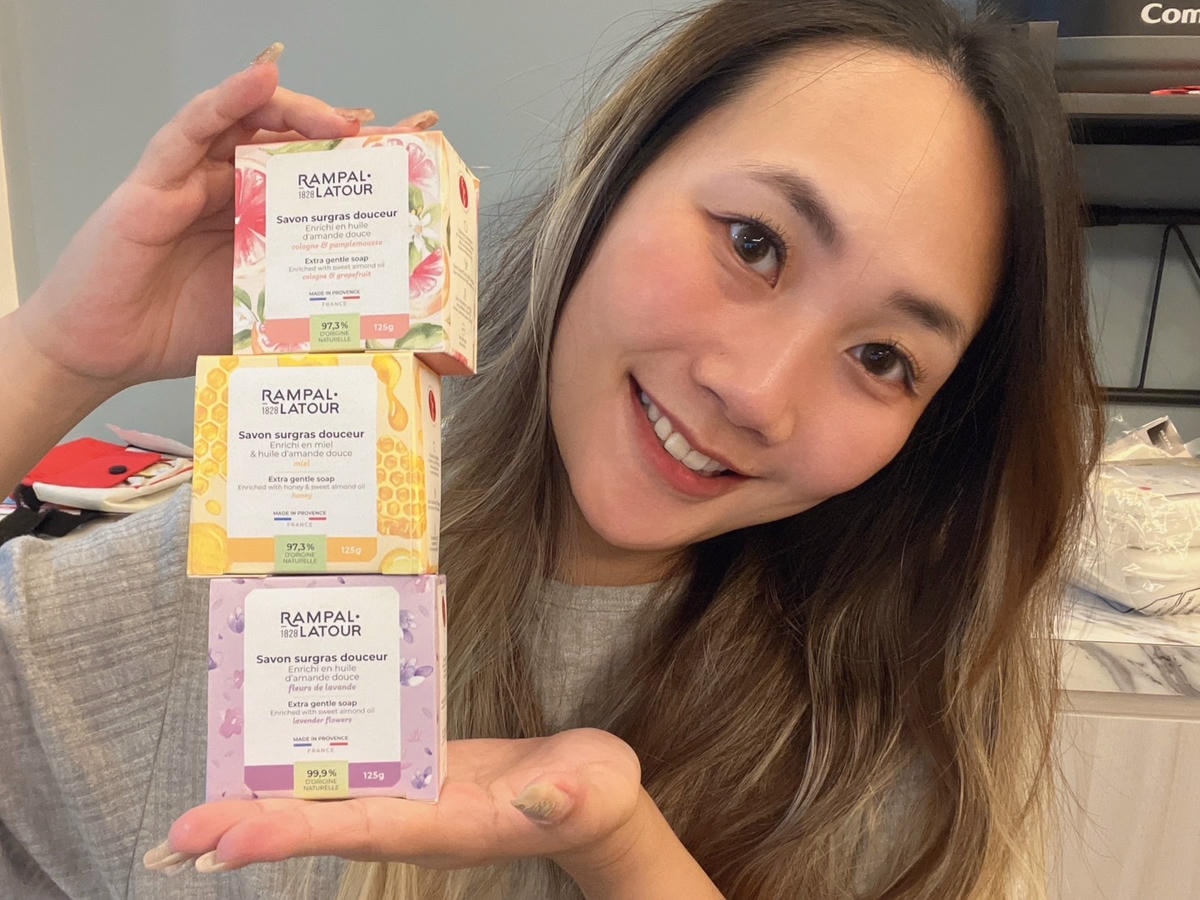 Com
RAMPAL·
1828 LATOUR
Savon surgras douceur
Enrichi en huile
d'amande douce
cologne & pamplemousse
Extra gentle soap
Enriched with sweet almond oil
cologne & grapefruit
MADE IN PROVENCE
FRANCE
97,3%
D'ORIGINE
NATURELLE
125g
RAMPAL·
1828 LATOUR
Savon surgras douceur
Enrichi en miel
& huile d'amande douce
miel
Extra gentle soap
Enriched with honey & sweet almond oil
honey
MADE IN PROVENCE
FRANCE
97,3%
D'ORIGINE
NATURELLE
125g
RAMPAL·
1828 LATOUR
Savon surgras douceur
Enrichi en huile
d'amande douce
fleurs de lavande
Extra gentle soap
Enriched with sweet almond oil
lavender flowers
MADE IN PROVENCE
FRANCE
99,9%
D'ORIGINE
NATURELLE
125g